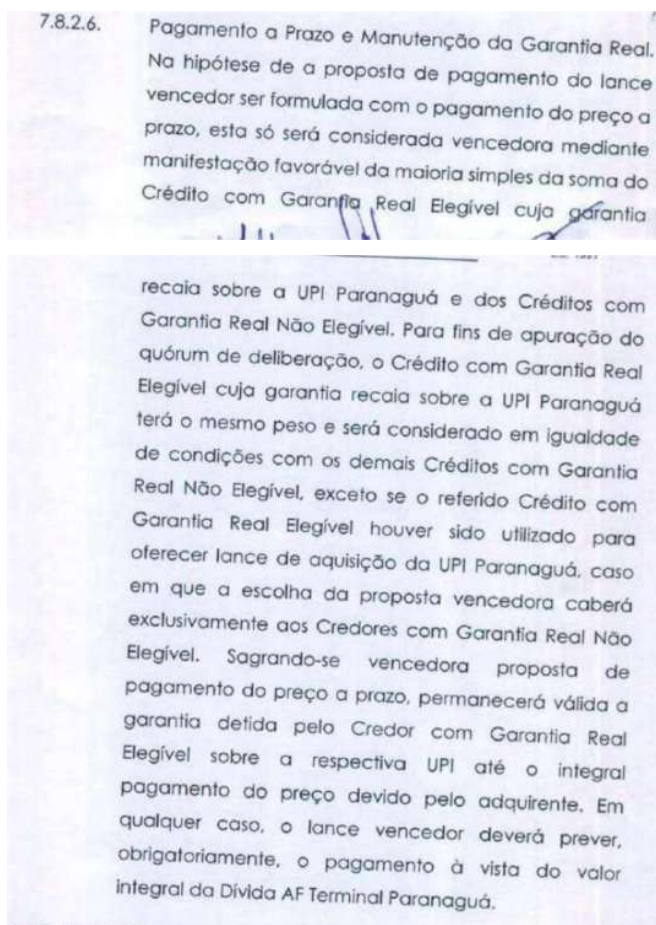 7.8.2.6. Pagamento a Prazo e Manutenção da Garantia Real.
Na hipótese de a proposta de pagamento do lance
vencedor ser formulada com o pagamento do preço a
prazo, esta só será considerada vencedora mediante
manifestação favorável da maioria simples da soma do
Crédito com Garantia Real Elegível cuja garantia
recaia sobre a UPI Paranaguá e dos Créditos com
Garantia Real Não Elegível. Para fins de apuração do
quórum de deliberação, o Crédito com Garantia Real
Elegível cuja garantia recaia sobre a UPI Paranaguá
terá o mesmo peso e será considerado em igualdade
de condições com os demais Créditos com Garantia
Real Não Elegível, exceto se o referido Crédito com
Garantia Real Elegível houver sido utilizado para
oferecer lance de aquisição da UPI Paranaguá, caso
em que a escolha da proposta vencedora caberá
exclusivamente aos Credores com Garantia Real Não
Elegível. Sagrando-se vencedora proposta de
pagamento do preço a prazo, permanecerá válida a
garantia detida pelo Credor com Garantia Real
Elegível sobre a respectiva UPI até o integral
pagamento do preço devido pelo adquirente. Em
qualquer caso, o lance vencedor deverá prever,
obrigatoriamente, o pagamento à vista do valor
integral da Dívida AF Terminal Paranaguá.